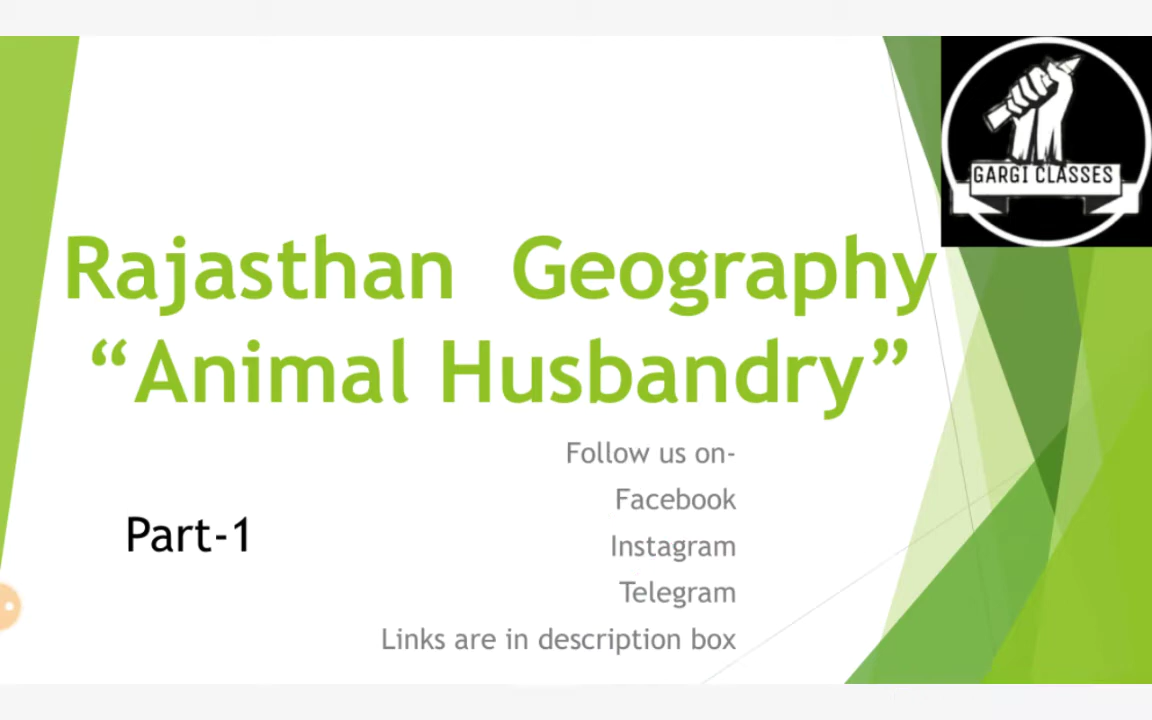 GARGI CLASSES
Rajasthan Geography
“Animal Husbandry”
Follow us on-
Facebook
Part-1
Instagram
Telegram
Links are in description box